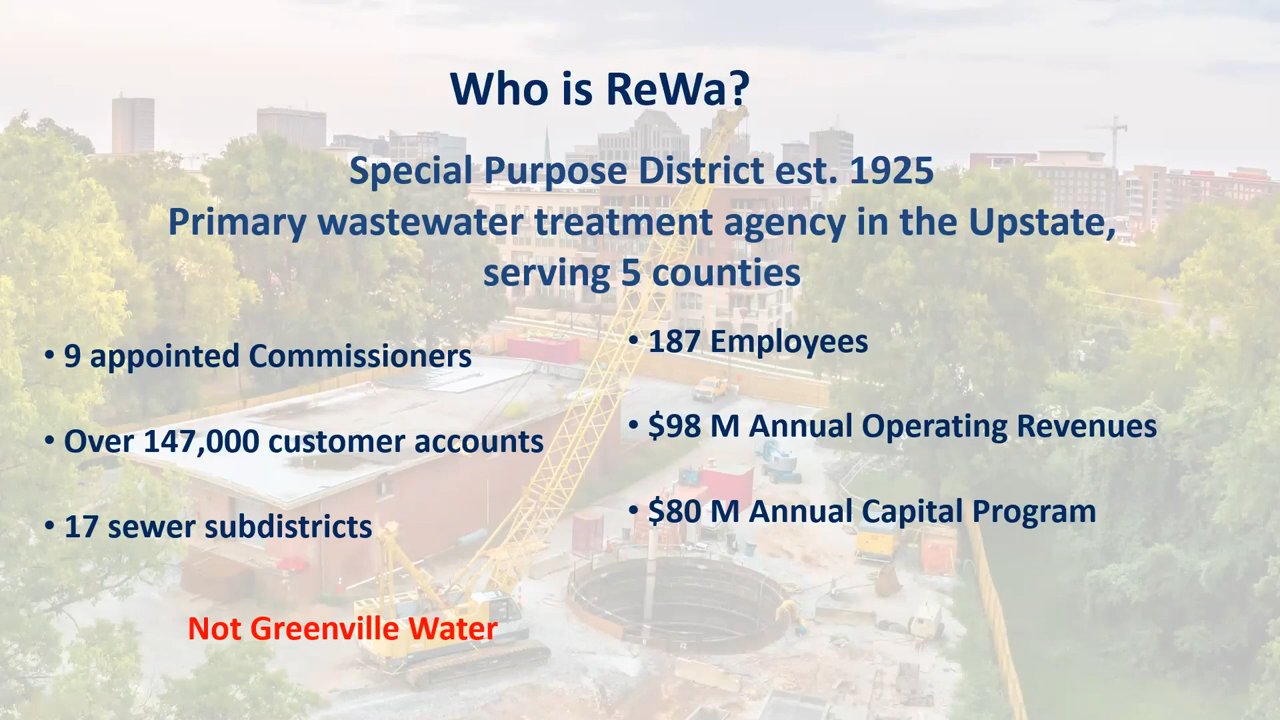 Who is ReWa?
Special Purpose District est. 1925
Primary wastewater treatment agency in the Upstate,
serving 5 counties
• 9 appointed Commissioners
• Over 147,000 customer accounts
• 17 sewer subdistricts
• 187 Employees
• $98 M Annual Operating Revenues
• $80 M Annual Capital Program
Not Greenville Water